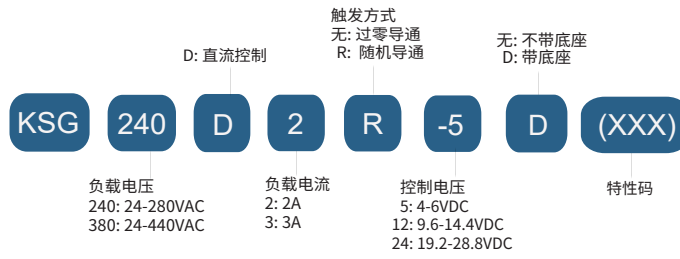 触发方式
无: 过零导通
R: 随机导通
D: 直流控制
无: 不带底座
D: 带底座
KSG 240 D 2 R -5 D (XXX)
负载电压
240: 24-280VAC
380: 24-440VAC
负载电流
2: 2A
3: 3A
控制电压
5: 4-6VDC
12: 9.6-14.4VDC
24: 19.2-28.8VDC
特性码